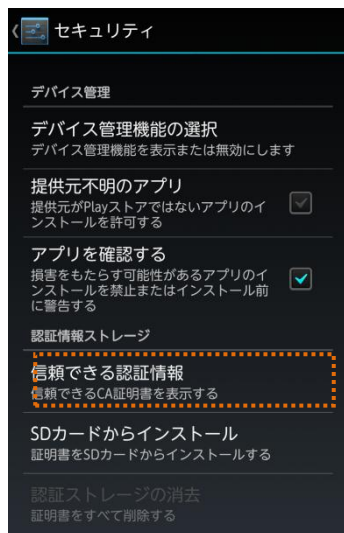 セキュリティ
デバイス管理
デバイス管理機能の選択
デバイス管理機能を表示または無効にします
提供元不明のアプリ
提供元がPlayストアではないアプリのイ
ンストールを許可する
アプリを確認する
損害をもたらす可能性があるアプリのイ
ンストールを禁止またはインストール前
に警告する
認証情報ストレージ
信頼できる認証情報
信頼できるCA証明書を表示する
SDカードからインストール
証明書をSDカードからインストールする
認証ストレージの消去
証明書をすべて削除する